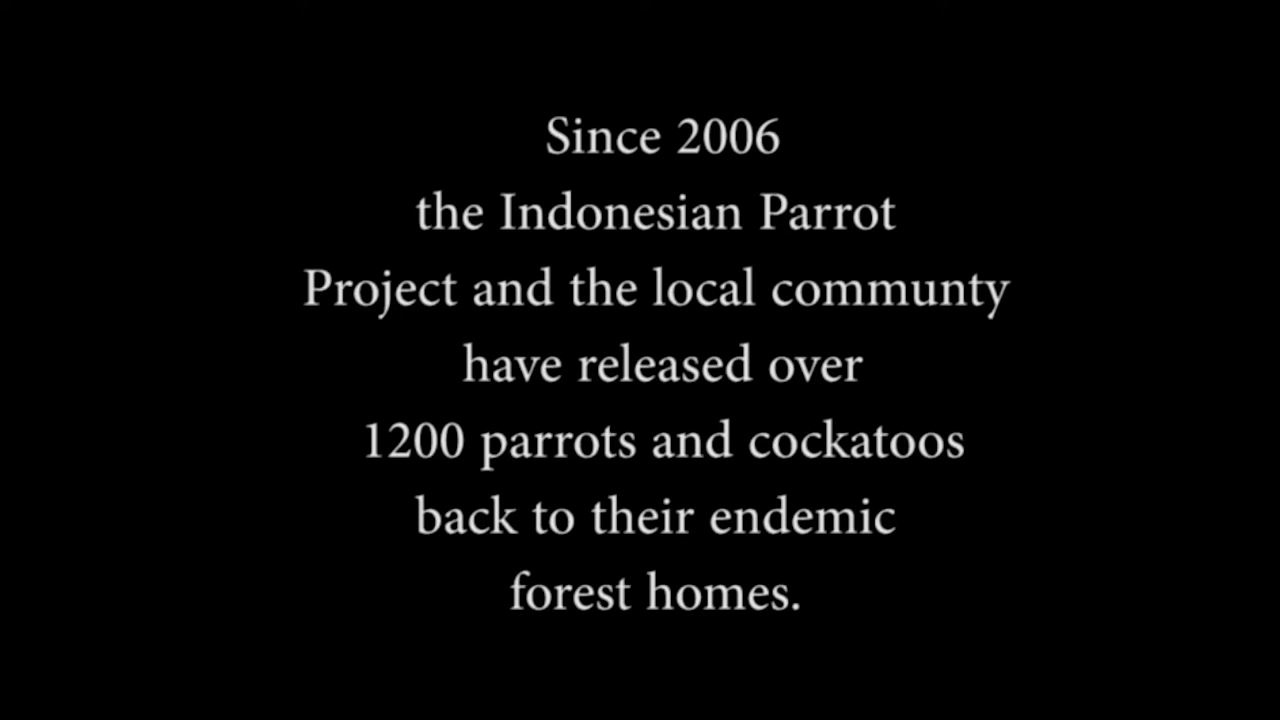 Since 2006
the Indonesian Parrot
Project and the local communty
have released over
1200 parrots and cockatoos
back to their endemic
forest homes.